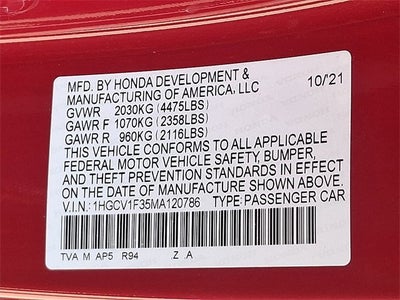 MFD. BY HONDA DEVELOPMENT &
MANUFACTURING OF AMERICA, LLC 10/'21
GVWR 2030KG (4475LBS)
GAWR F 1070KG (2358LBS)
GAWR R 960KG (2116LBS)
THIS VEHICLE CONFORMS TO ALL APPLICABLE
FEDERAL MOTOR VEHICLE SAFETY, BUMPER,
AND THEFT PREVENTION STANDARDS IN EFFECT
ON THE DATE OF MANUFACTURE SHOWN ABOVE.
V.I.N.: 1HGCV1F35MA120786 TYPE: PASSENGER CAR
TVA M AP5 R94 Z A